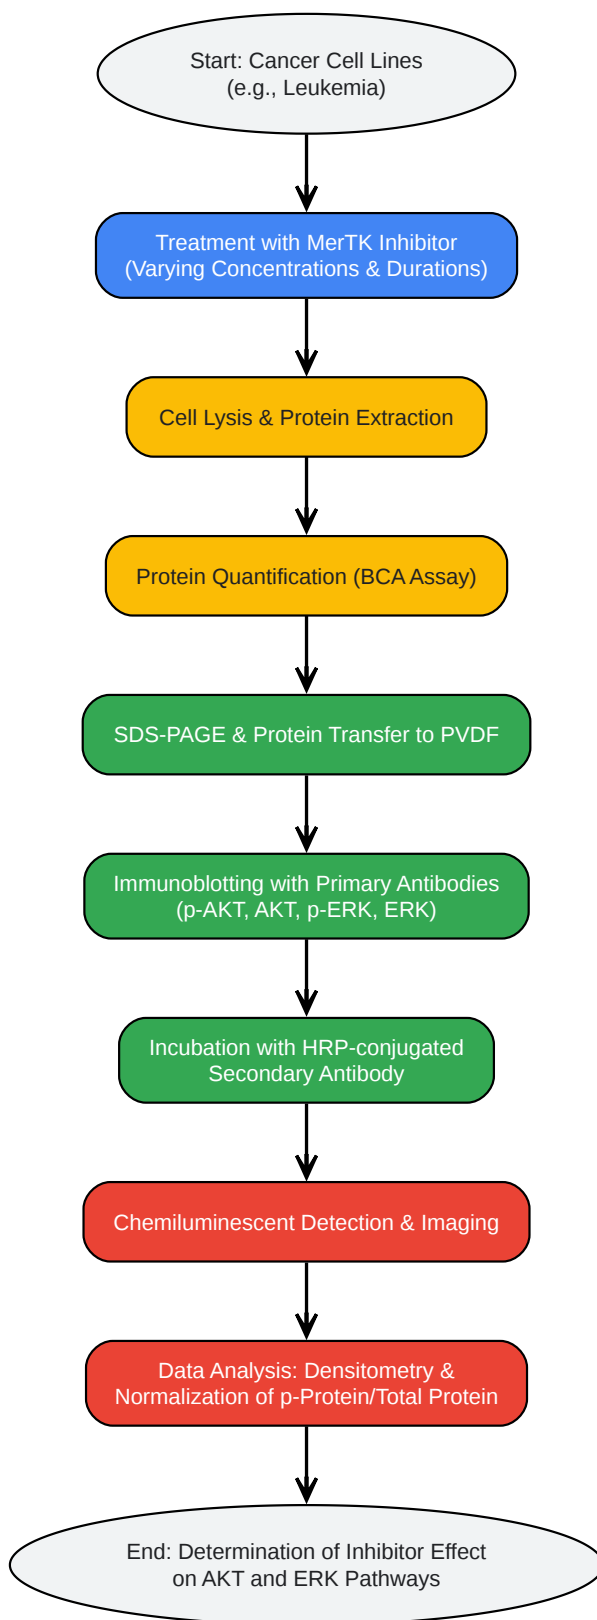 Start: Cancer Cell Lines
(e.g., Leukemia)
Treatment with MerTK Inhibitor
(Varying Concentrations & Durations)
Cell Lysis & Protein Extraction
Protein Quantification (BCA Assay)
SDS-PAGE & Protein Transfer to PVDF
Immunoblotting with Primary Antibodies
(p-AKT, AKT, p-ERK, ERK)
Incubation with HRP-conjugated
Secondary Antibody
Chemiluminescent Detection & Imaging
Data Analysis: Densitometry &
Normalization of p-Protein/Total Protein
End: Determination of Inhibitor Effect
on AKT and ERK Pathways